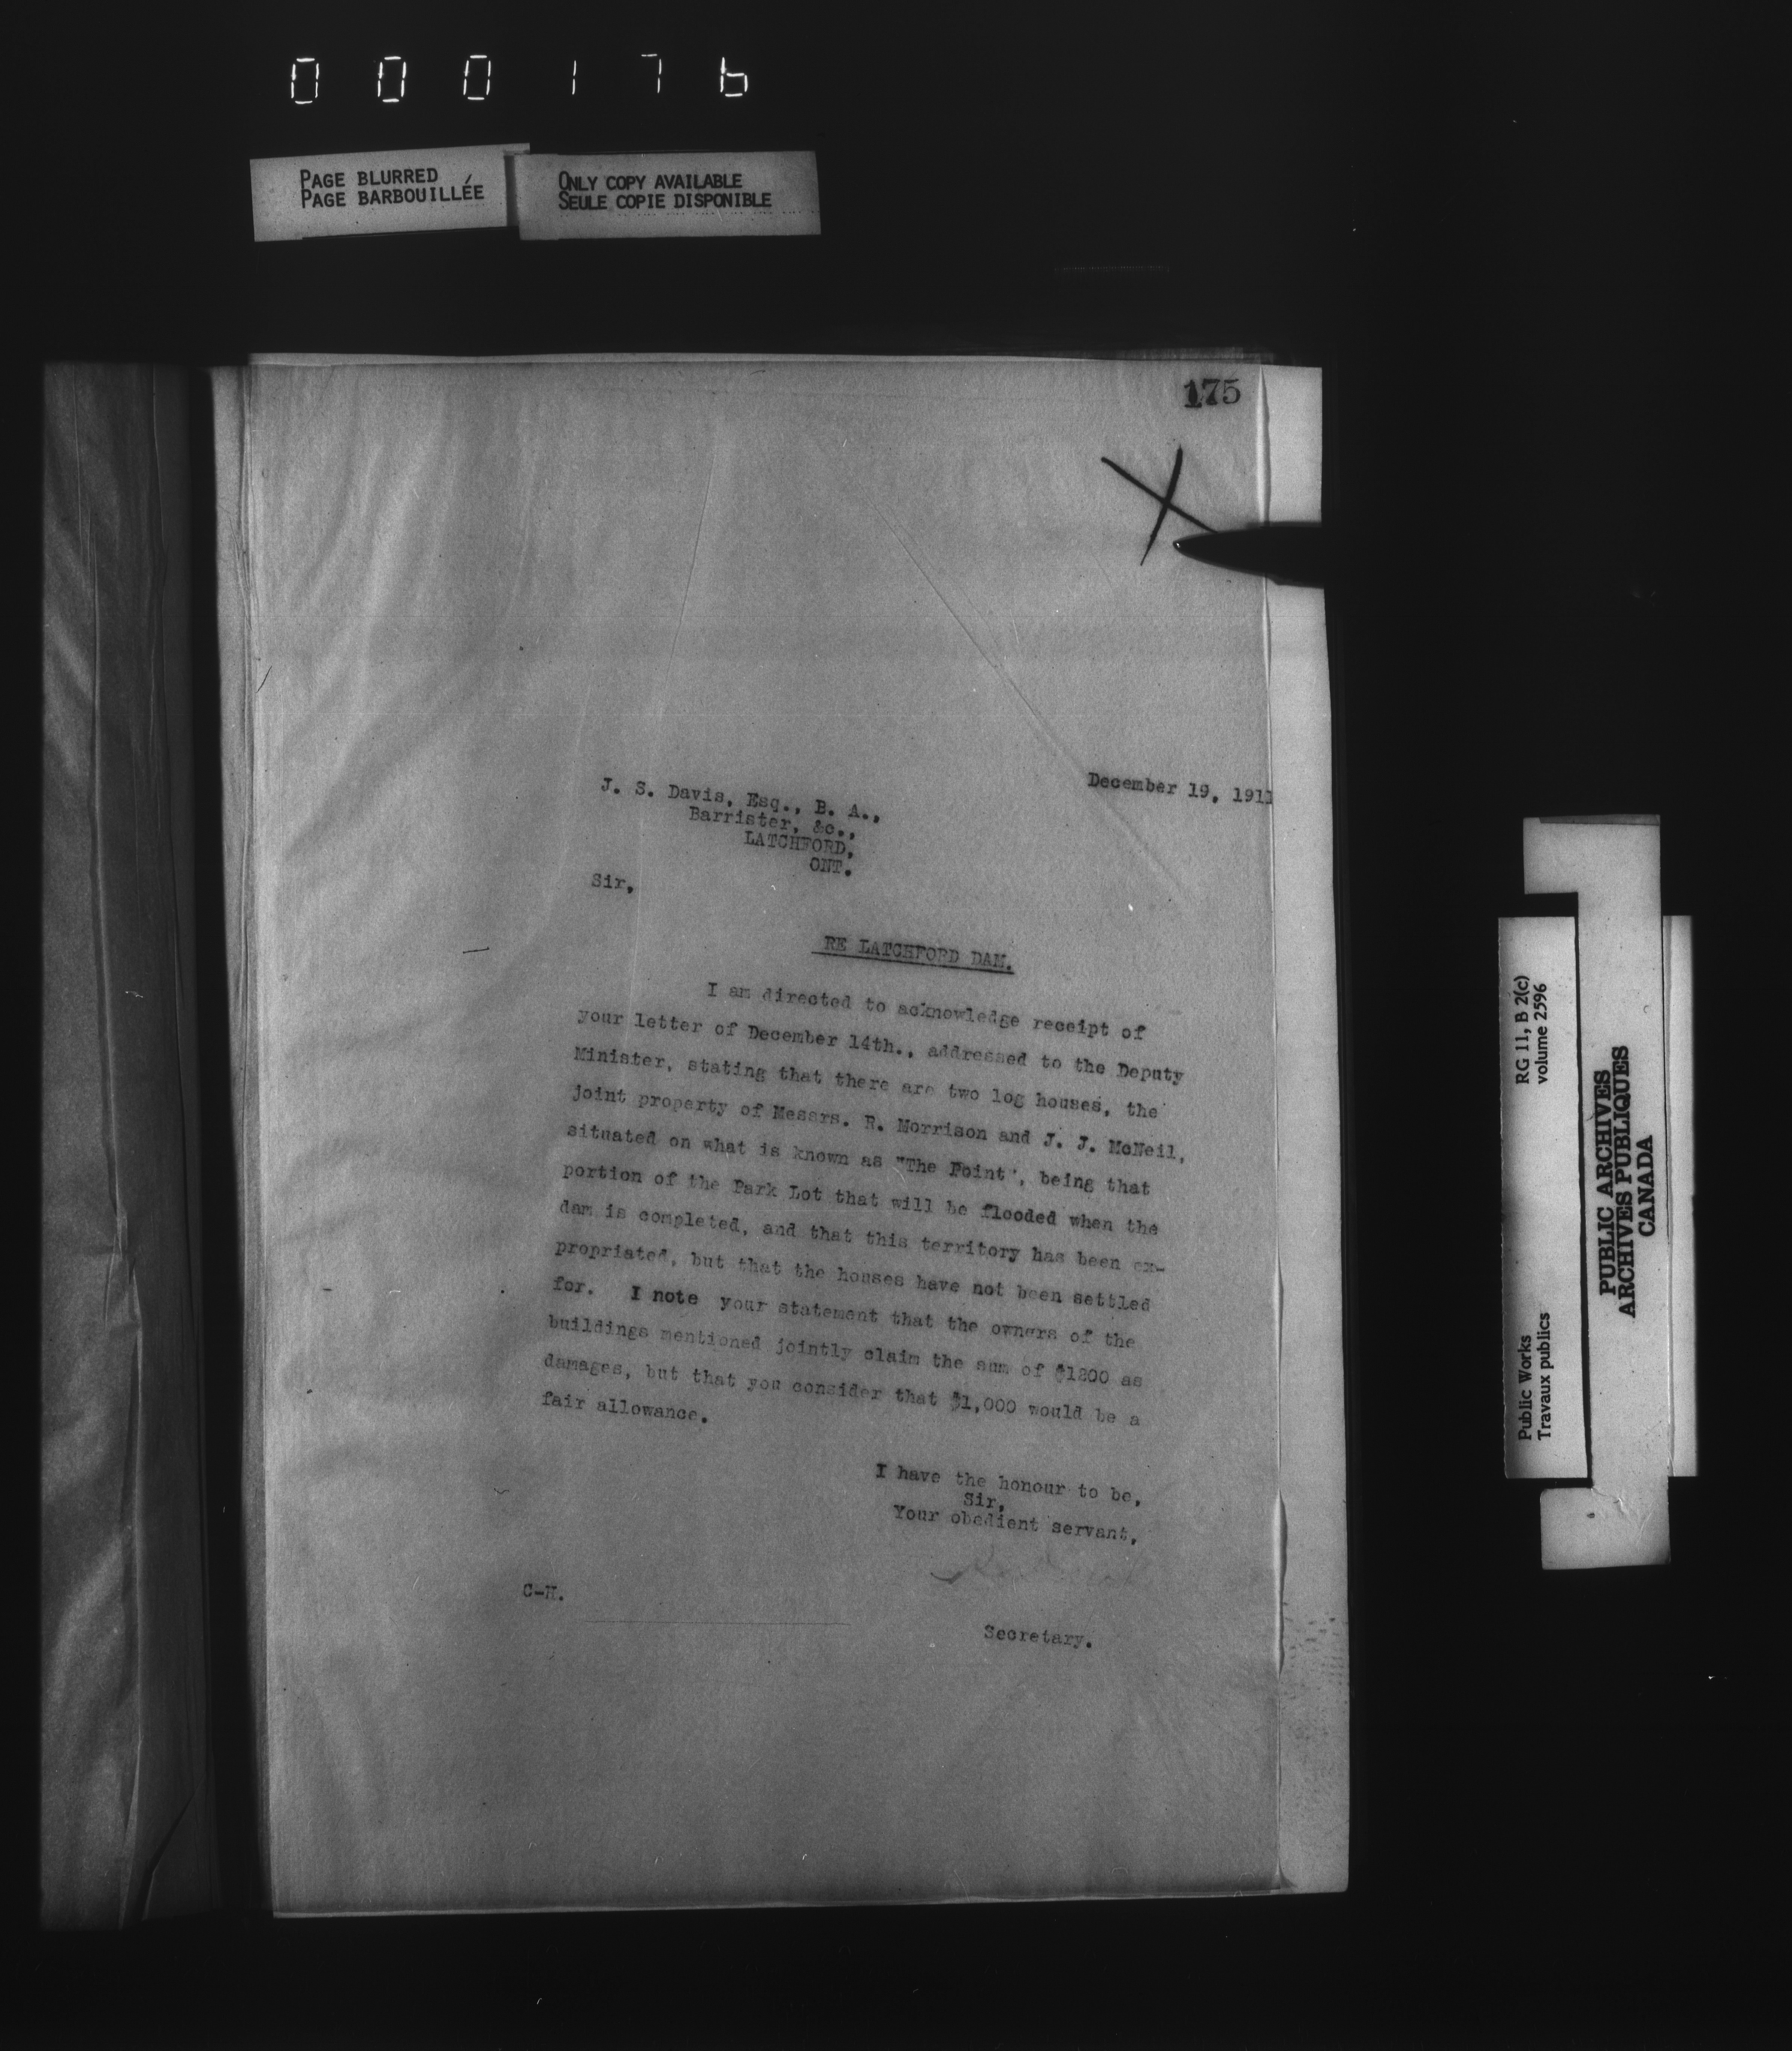 000176
PAGE BLURRED
PAGE BARBOUILLÉE
ONLY COPY AVAILABLE
SEULE COPIE DISPONIBLE
175
December 19, 1911
J. S. Davis, Esq., B. A.,
Barrister, &c.,
LATCHFORD,
ONT.
Sir,
RE LATCHFORD DAM.
I am directed to acknowledge receipt of
your letter of December 14th., addressed to the Deputy
Minister, stating that there are two log houses, the
joint property of Messrs. R. Morrison and J. J. McNeil,
situated on what is known as "The Point", being that
portion of the Park Lot that will be flooded when the
dam is completed, and that this territory has been ex-
propriated, but that the houses have not been settled
for. I note your statement that the owners of the
buildings mentioned jointly claim the sum of $1200 as
damages, but that you consider that $1,000 would be a
fair allowance.
I have the honour to be,
Sir,
Your obedient servant,
C-H.
Secretary.
RG 11, B 2(c)
volume 2596
Public Works
Travaux publics
PUBLIC ARCHIVES
ARCHIVES PUBLIQUES
CANADA